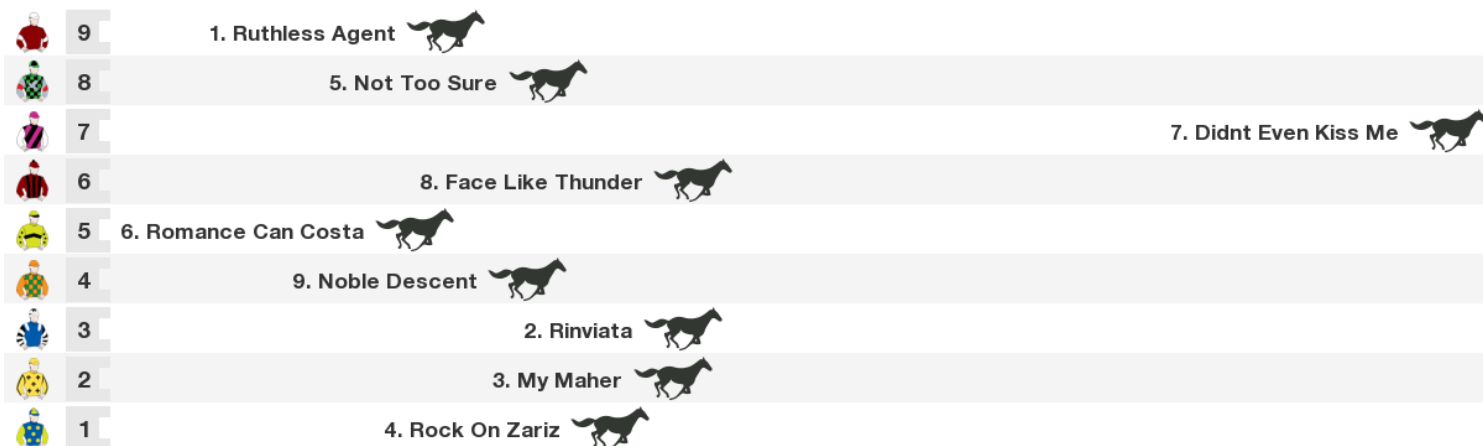 9 1. Ruthless Agent
8 5. Not Too Sure
7 7. Didnt Even Kiss Me
6 8. Face Like Thunder
5 6. Romance Can Costa
4 9. Noble Descent
3 2. Rinviata
2 3. My Maher
1 4. Rock On Zariz